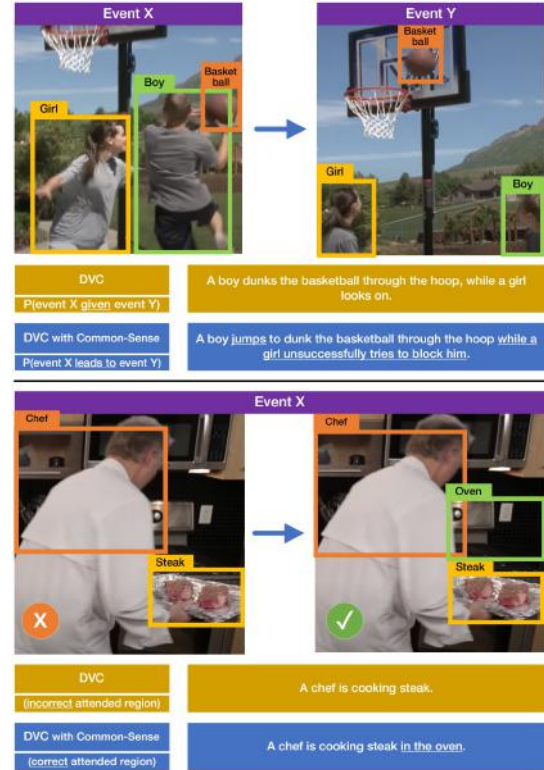 Event X
Event Y
Basket
ball
Boy
Girl
Basket
ball
Girl
Boy
DVC
P(event X given event Y)
A boy dunks the basketball through the hoop, while a girl
looks on.
DVC with Common-Sense
P(event X leads to event Y)
A boy jumps to dunk the basketball through the hoop while a
girl unsuccessfully tries to block him.
Event X
Chef
Steak
X
Chef
Oven
Steak
DVC
(incorrect attended region)
A chef is cooking steak.
DVC with Common-Sense
(correct attended region)
A chef is cooking steak in the oven.